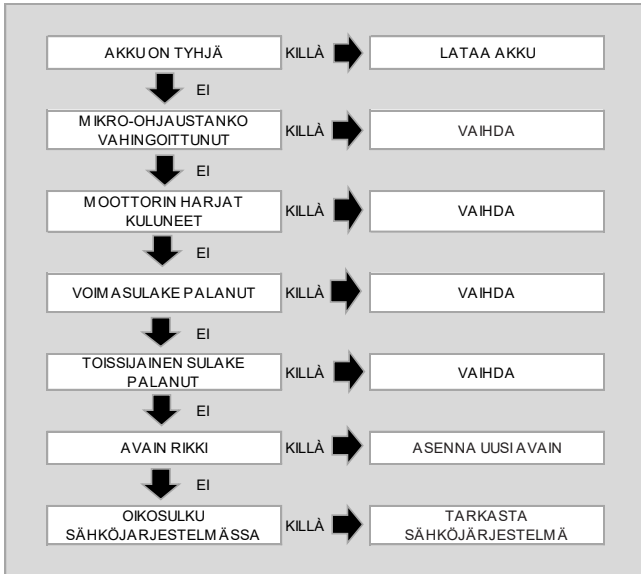 AKKU ON TYHJÄ KILLÀ LATAA AKKU
EI
MIKRO-OHJAUSTANKO
VAHINGOITTUNUT KILLÀ VAIHDA
EI
MOOTTORIN HARJAT
KULUNEET KILLÀ VAIHDA
EI
VOIMASULAKE PALANUT KILLÀ VAIHDA
EI
TOISSIJAINEN SULAKE
PALANUT KILLÀ VAIHDA
EI
AVAIN RIKKI KILLÀ ASENNA UUSI AVAIN
EI
OIKOSULKU
SÄHKÖJARJESTELMÄSSA KILLÀ TARKASTA
SÄHKÖJÄRJESTELMÄ